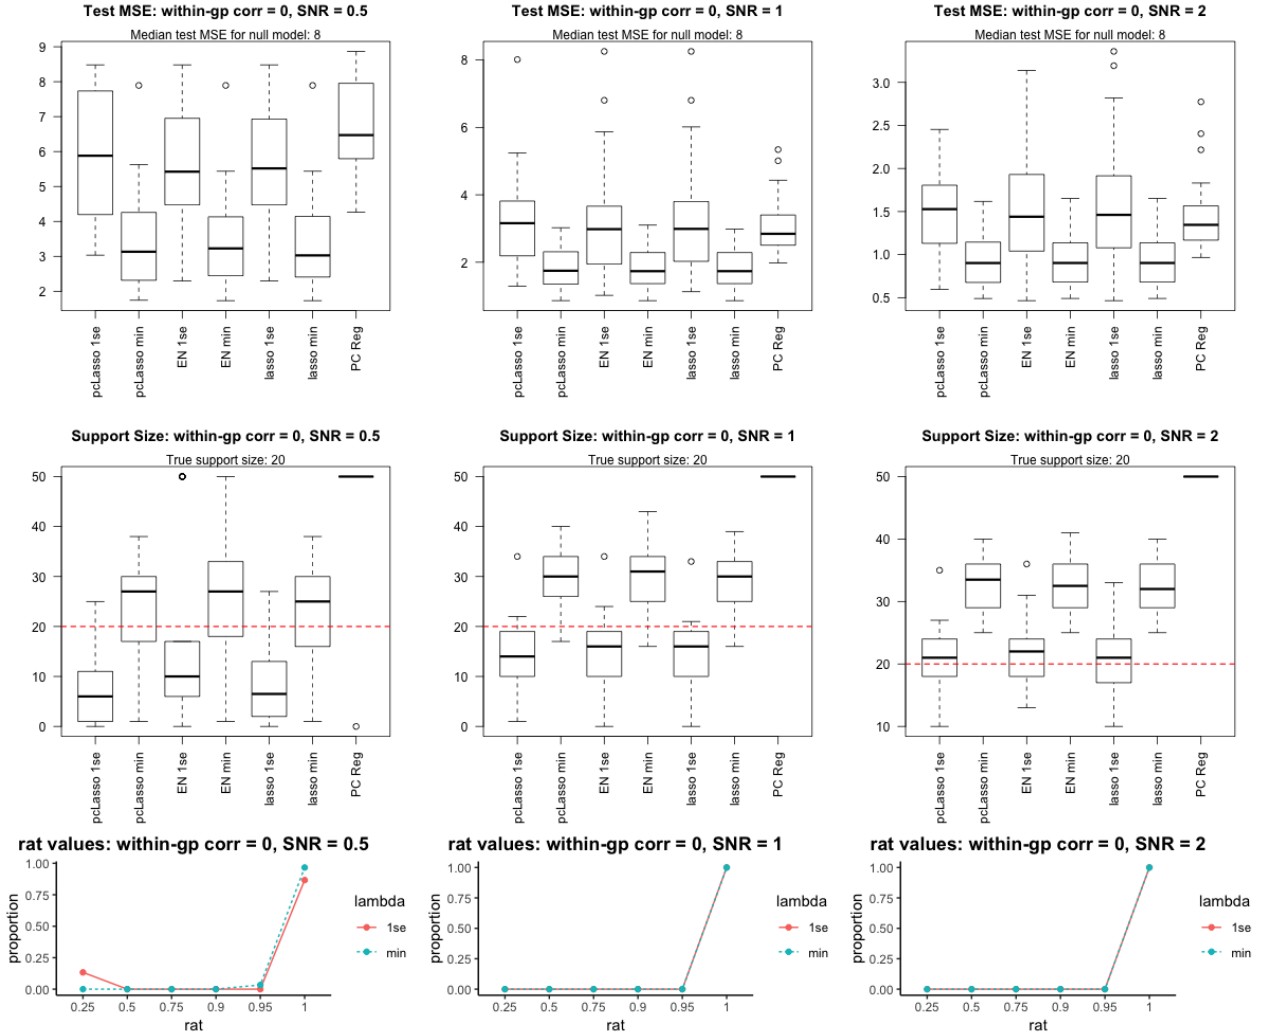 Test MSE: within-gp corr = 0, SNR = 0.5
Median test MSE for null model: 8
9
8
7
6
5
4
3
2
pcLasso 1se
pcLasso min
EN 1se
EN min
lasso 1se
lasso min
PC Reg
Test MSE: within-gp corr = 0, SNR = 1
Median test MSE for null model: 8
8
6
4
2
pcLasso 1se
pcLasso min
EN 1se
EN min
lasso 1se
lasso min
PC Reg
Test MSE: within-gp corr = 0, SNR = 2
Median test MSE for null model: 8
3.0
2.5
2.0
1.5
1.0
0.5
pcLasso 1se
pcLasso min
EN 1se
EN min
lasso 1se
lasso min
PC Reg
Support Size: within-gp corr = 0, SNR = 0.5
True support size: 20
50
40
30
20
10
0
pcLasso 1se
pcLasso min
EN 1se
EN min
lasso 1se
lasso min
PC Reg
Support Size: within-gp corr = 0, SNR = 1
True support size: 20
50
40
30
20
10
0
pcLasso 1se
pcLasso min
EN 1se
EN min
lasso 1se
lasso min
PC Reg
Support Size: within-gp corr = 0, SNR = 2
True support size: 20
50
40
30
20
10
pcLasso 1se
pcLasso min
EN 1se
EN min
lasso 1se
lasso min
PC Reg
rat values: within-gp corr = 0, SNR = 0.5
proportion
1.00
0.75
0.50
0.25
0.00
0.25 0.5 0.75 0.9 0.95 1
rat
lambda
1se
min
rat values: within-gp corr = 0, SNR = 1
proportion
1.00
0.75
0.50
0.25
0.00
0.25 0.5 0.75 0.9 0.95 1
rat
lambda
1se
min
rat values: within-gp corr = 0, SNR = 2
proportion
1.00
0.75
0.50
0.25
0.00
0.25 0.5 0.75 0.9 0.95 1
rat
lambda
1se
min